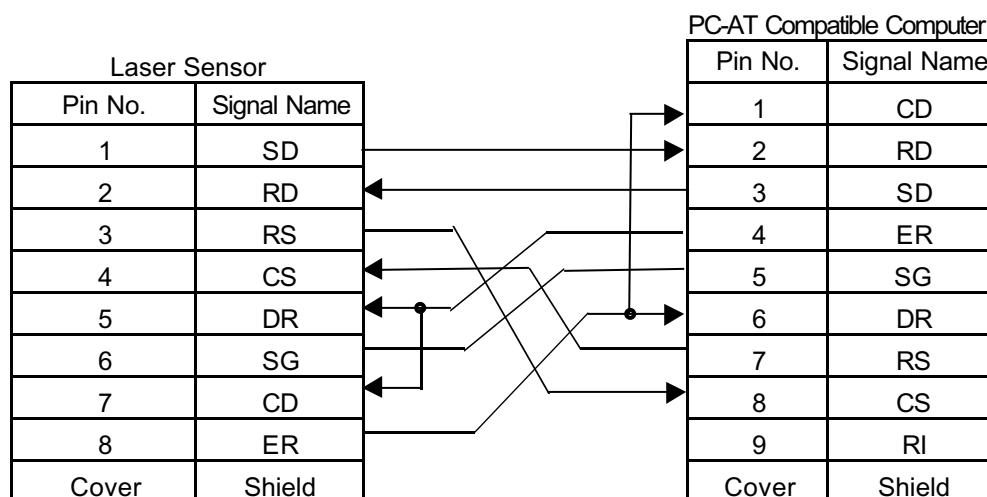 PC-AT Compatible Computer
Laser Sensor
Pin No. Signal Name
1 SD
2 RD
3 RS
4 CS
5 DR
6 SG
7 CD
8 ER
Cover Shield
Pin No. Signal Name
1 CD
2 RD
3 SD
4 ER
5 SG
6 DR
7 RS
8 CS
9 RI
Cover Shield